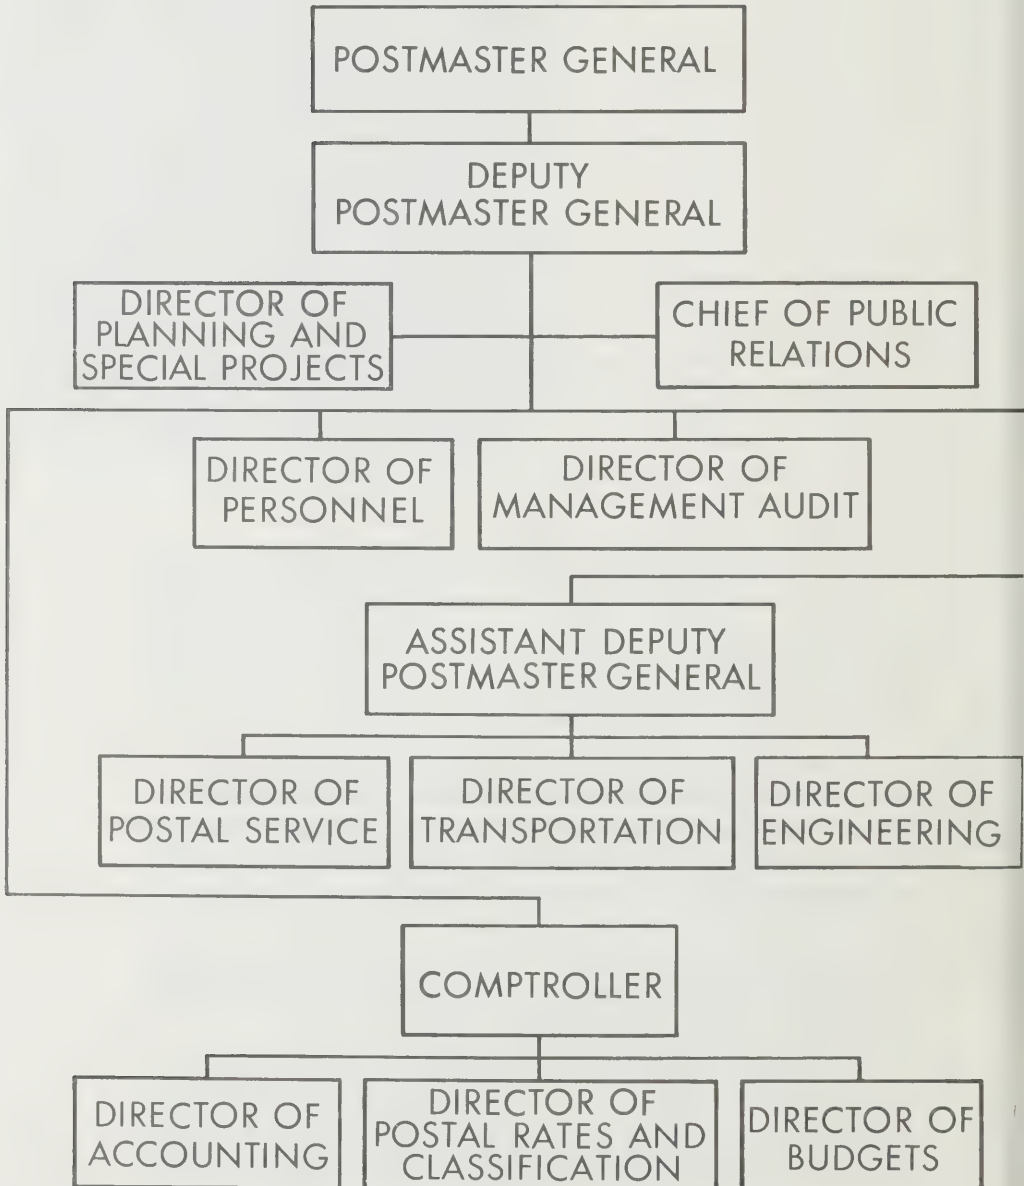 POSTMASTER GENERAL
DEPUTY
POSTMASTER GENERAL
DIRECTOR OF
PLANNING AND
SPECIAL PROJECTS
CHIEF OF PUBLIC
RELATIONS
DIRECTOR OF
PERSONNEL
DIRECTOR OF
MANAGEMENT AUDIT
ASSISTANT DEPUTY
POSTMASTER GENERAL
DIRECTOR OF
POSTAL SERVICE
DIRECTOR OF
TRANSPORTATION
DIRECTOR OF
ENGINEERING
COMPTROLLER
DIRECTOR OF
ACCOUNTING
DIRECTOR OF
POSTAL RATES AND
CLASSIFICATION
DIRECTOR OF
BUDGETS